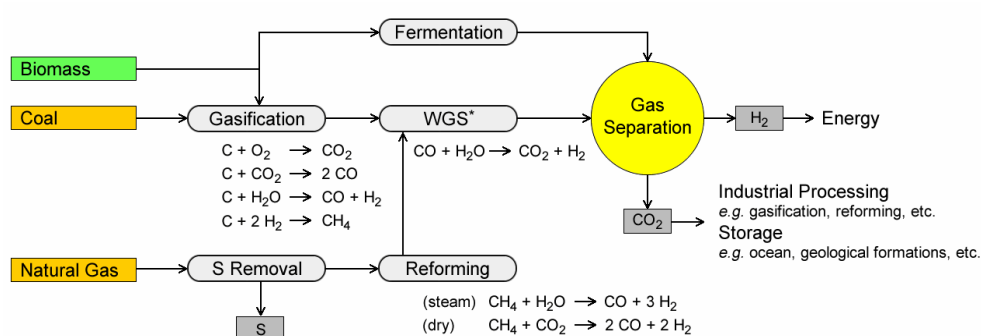 Fermentation
Biomass
Coal
Gasification
WGS*
Gas
Separation
H₂
Energy
C + O₂ → CO₂
C + CO₂ → 2 CO
C + H₂O → CO + H₂
C + 2 H₂ → CH₄
CO + H₂O → CO₂ + H₂
CO₂
Industrial Processing
e.g. gasification, reforming, etc.
Storage
e.g. ocean, geological formations, etc.
Natural Gas
S Removal
Reforming
S
(steam) CH₄ + H₂O → CO + 3 H₂
(dry) CH₄ + CO₂ → 2 CO + 2 H₂